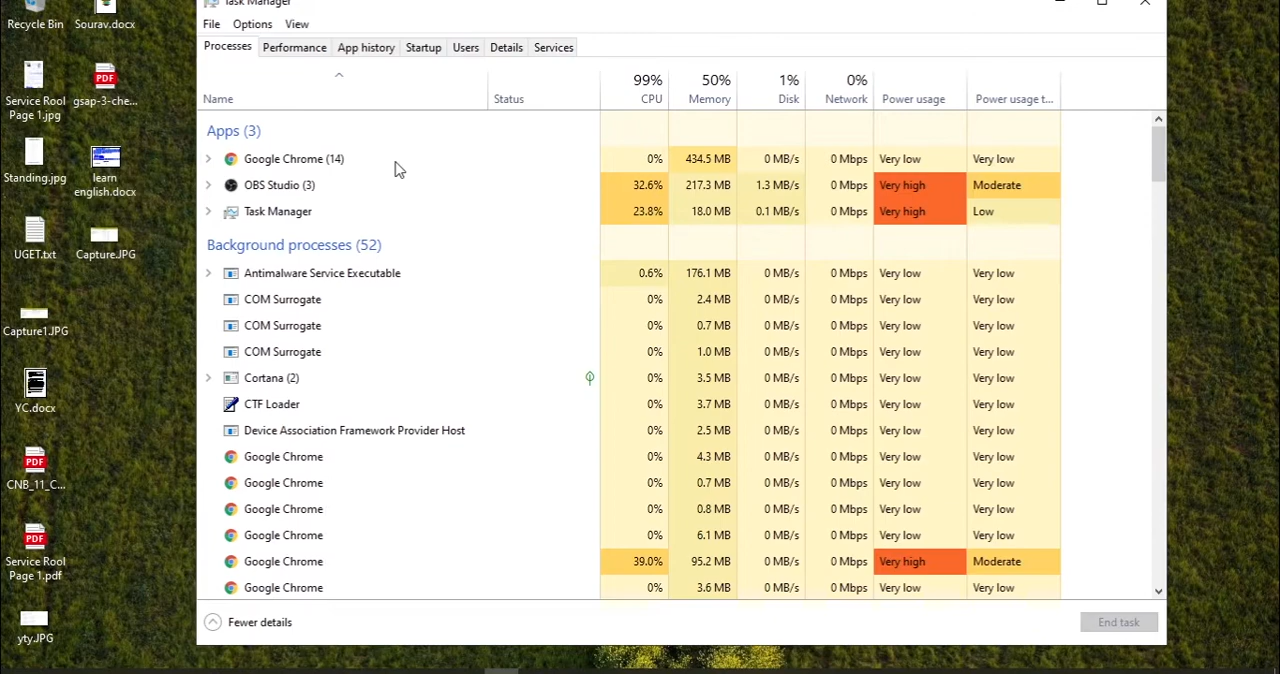 Recycle Bin
Sourav.docx
Service Rool
Page 1.jpg
gsap-3-che...
Standing.jpg
learn
english.docx
UGET.txt
Capture.JPG
Capture1.JPG
YC.docx
CNB_11_C...
Service Rool
Page 1.pdf
yty.JPG
PDF
PDF
PDF
Task Manager
File Options View
Processes Performance App history Startup Users Details Services
99% 50% 1% 0%
Name Status CPU Memory Disk Network Power usage Power usage t...
Apps (3)
Google Chrome (14) 0% 434.5 MB 0 MB/s 0 Mbps Very low Very low
OBS Studio (3) 32.6% 217.3 MB 1.3 MB/s 0 Mbps Very high Moderate
Task Manager 23.8% 18.0 MB 0.1 MB/s 0 Mbps Very high Low
Background processes (52)
Antimalware Service Executable 0.6% 176.1 MB 0 MB/s 0 Mbps Very low Very low
COM Surrogate 0% 2.4 MB 0 MB/s 0 Mbps Very low Very low
COM Surrogate 0% 0.7 MB 0 MB/s 0 Mbps Very low Very low
COM Surrogate 0% 1.0 MB 0 MB/s 0 Mbps Very low Very low
Cortana (2) 0% 3.5 MB 0 MB/s 0 Mbps Very low Very low
CTF Loader 0% 3.7 MB 0 MB/s 0 Mbps Very low Very low
Device Association Framework Provider Host 0% 2.5 MB 0 MB/s 0 Mbps Very low Very low
Google Chrome 0% 4.3 MB 0 MB/s 0 Mbps Very low Very low
Google Chrome 0% 0.7 MB 0 MB/s 0 Mbps Very low Very low
Google Chrome 0% 0.8 MB 0 MB/s 0 Mbps Very low Very low
Google Chrome 0% 6.1 MB 0 MB/s 0 Mbps Very low Very low
Google Chrome 39.0% 95.2 MB 0 MB/s 0 Mbps Very high Moderate
Google Chrome 0% 3.6 MB 0 MB/s 0 Mbps Very low Very low
Fewer details End task